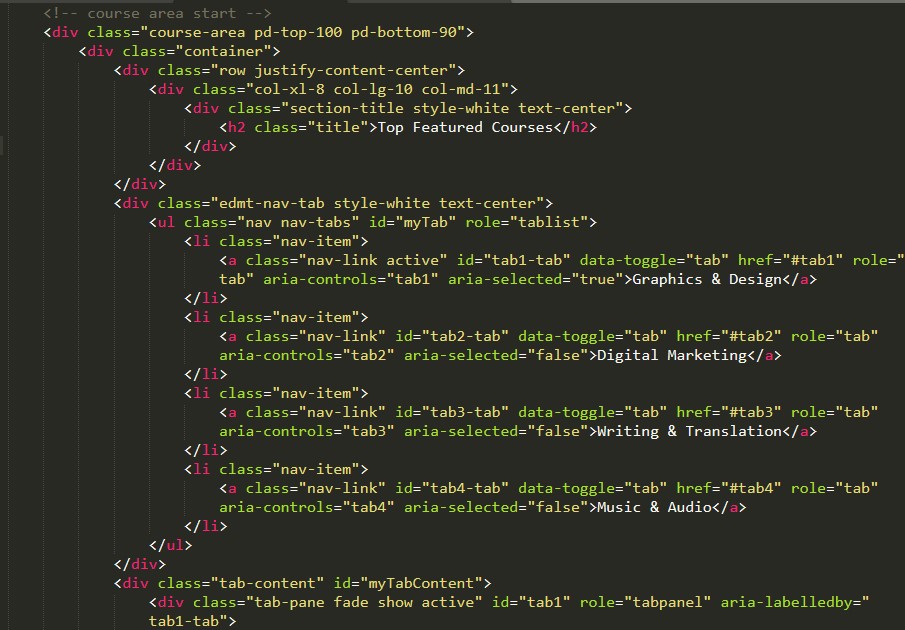 <!-- course area start -->
<div class="course-area pd-top-100 pd-bottom-90">
<div class="container">
<div class="row justify-content-center">
<div class="col-xl-8 col-lg-10 col-md-11">
<div class="section-title style-white text-center">
<h2 class="title">Top Featured Courses</h2>
</div>
</div>
</div>
<div class="edmt-nav-tab style-white text-center">
<ul class="nav nav-tabs" id="myTab" role="tablist">
<li class="nav-item">
<a class="nav-link active" id="tab1-tab" data-toggle="tab" href="#tab1" role="
tab" aria-controls="tab1" aria-selected="true">Graphics & Design</a>
</li>
<li class="nav-item">
<a class="nav-link" id="tab2-tab" data-toggle="tab" href="#tab2" role="tab"
aria-controls="tab2" aria-selected="false">Digital Marketing</a>
</li>
<li class="nav-item">
<a class="nav-link" id="tab3-tab" data-toggle="tab" href="#tab3" role="tab"
aria-controls="tab3" aria-selected="false">Writing & Translation</a>
</li>
<li class="nav-item">
<a class="nav-link" id="tab4-tab" data-toggle="tab" href="#tab4" role="tab"
aria-controls="tab4" aria-selected="false">Music & Audio</a>
</li>
</ul>
</div>
<div class="tab-content" id="myTabContent">
<div class="tab-pane fade show active" id="tab1" role="tabpanel" aria-labelledby="
tab1-tab">